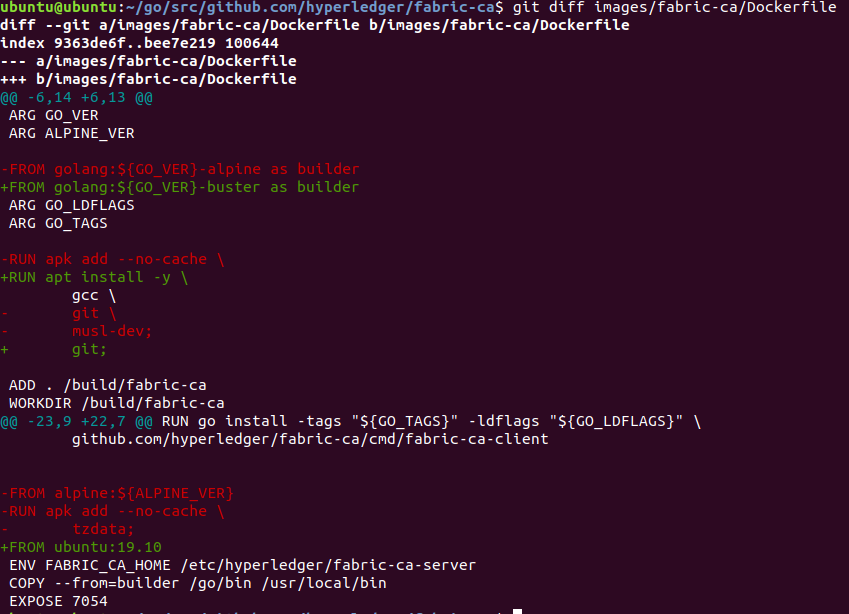 ubuntu@ubuntu:~/go/src/github.com/hyperledger/fabric-ca$ git diff images/fabric-ca/Dockerfile
diff --git a/images/fabric-ca/Dockerfile b/images/fabric-ca/Dockerfile
index 9363de6f..bee7e219 100644
--- a/images/fabric-ca/Dockerfile
+++ b/images/fabric-ca/Dockerfile
@@ -6,14 +6,13 @@
 ARG GO_VER
 ARG ALPINE_VER

-FROM golang:${GO_VER}-alpine as builder
+FROM golang:${GO_VER}-buster as builder
 ARG GO_LDFLAGS
 ARG GO_TAGS

-RUN apk add --no-cache \
+RUN apt install -y \
        gcc \
-       git \
-       musl-dev;
+       git;

 ADD . /build/fabric-ca
 WORKDIR /build/fabric-ca
@@ -23,9 +22,7 @@ RUN go install -tags "${GO_TAGS}" -ldflags "${GO_LDFLAGS}" \
        github.com/hyperledger/fabric-ca/cmd/fabric-ca-client


-FROM alpine:${ALPINE_VER}
-RUN apk add --no-cache \
-       tzdata;
+FROM ubuntu:19.10
 ENV FABRIC_CA_HOME /etc/hyperledger/fabric-ca-server
 COPY --from=builder /go/bin /usr/local/bin
 EXPOSE 7054